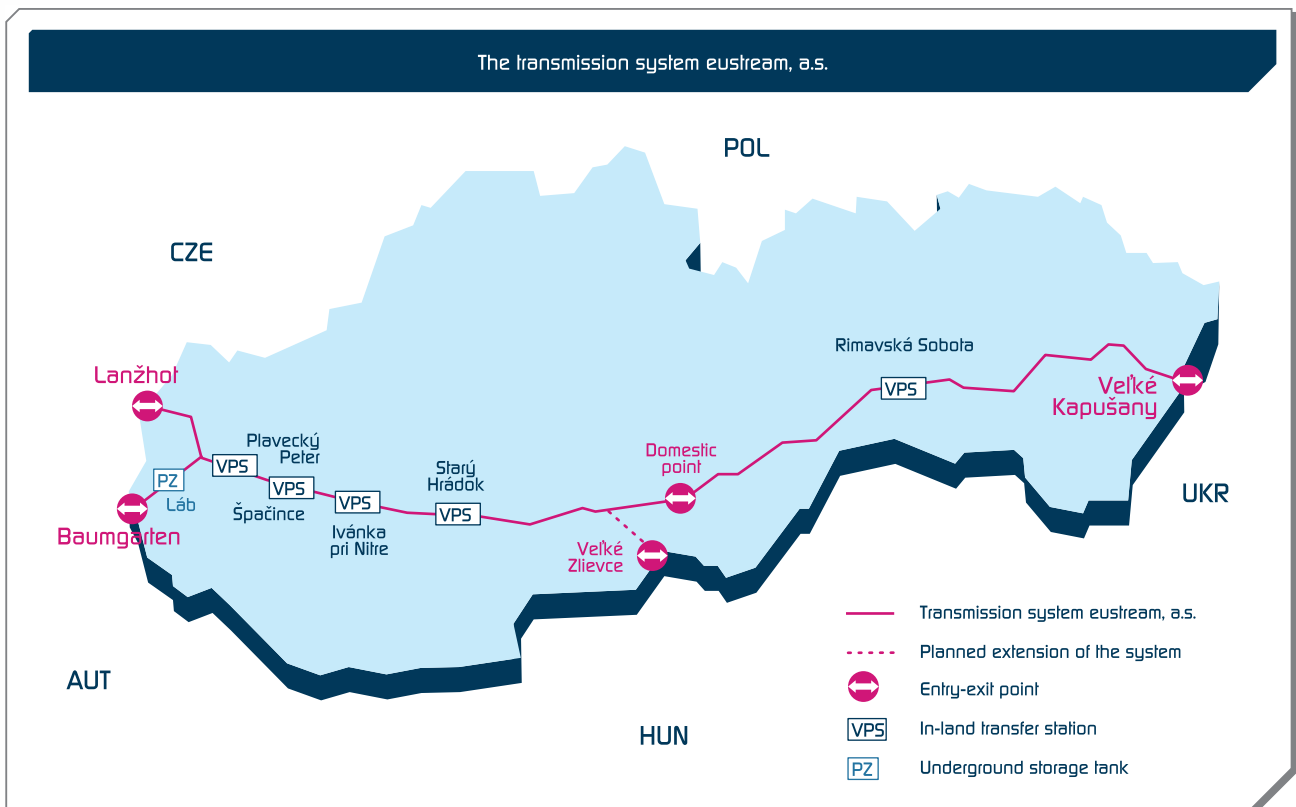 The transmission system eustream, a.s.
POL
CZE
Rimavská Sobota
VPS
Lanžhot
Veľké
Kapušany
Plavecký
Peter
VPS
Domestic
point
Starý
Hrádok
PZ
Láb
VPS
Špačince
VPS
VPS
UKR
Baumgarten
Ivánka
pri Nitre
Veľké
Zlievce
Transmission system eustream, a.s.
Planned extension of the system
AUT
Entry-exit point
HUN
VPS
In-land transfer station
PZ
Underground storage tank